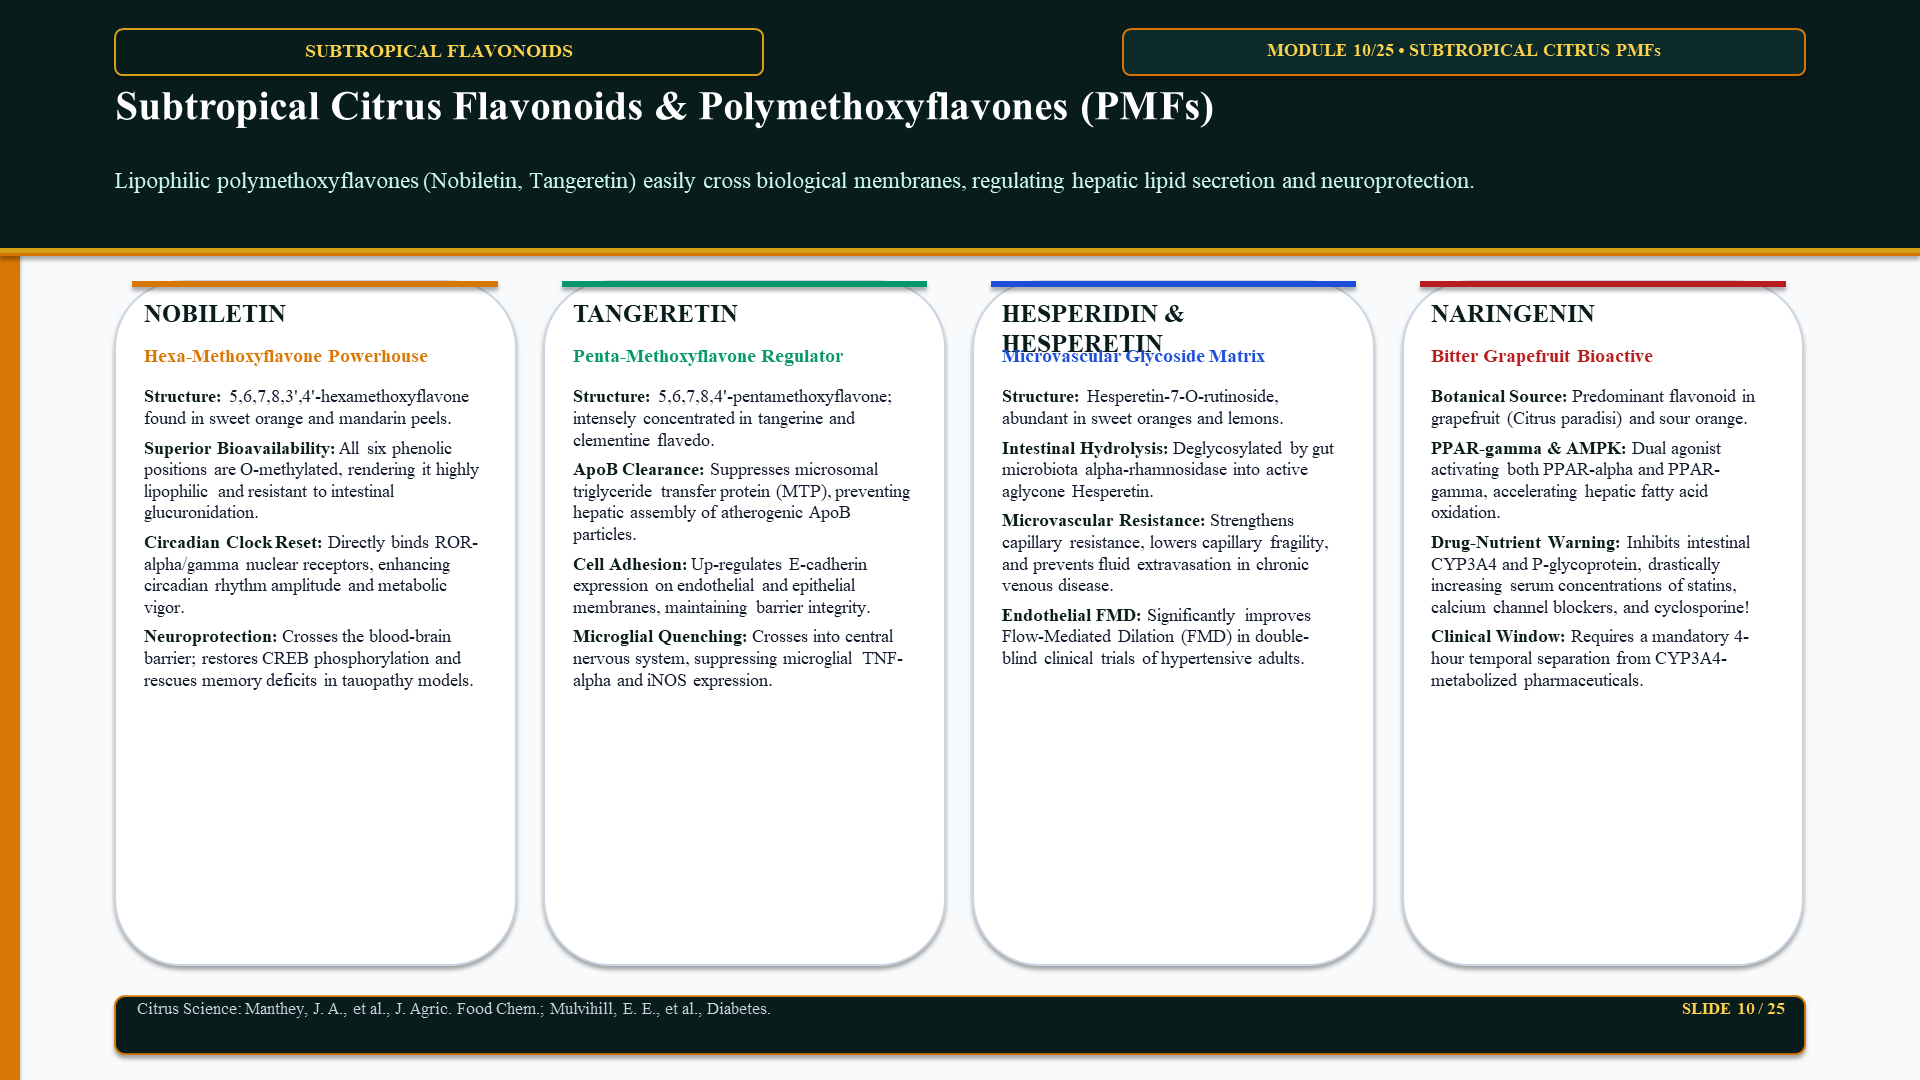 SUBTROPICAL FLAVONOIDS
MODULE 10/25 • SUBTROPICAL CITRUS PMFs
Subtropical Citrus Flavonoids & Polymethoxyflavones (PMFs)
Lipophilic polymethoxyflavones (Nobiletin, Tangeretin) easily cross biological membranes, regulating hepatic lipid secretion and neuroprotection.
NOBILETIN
Hexa-Methoxyflavone Powerhouse
Structure: 5,6,7,8,3',4'-hexamethoxyflavone
found in sweet orange and mandarin peels.
Superior Bioavailability: All six phenolic
positions are O-methylated, rendering it highly
lipophilic and resistant to intestinal
glucuronidation.
Circadian Clock Reset: Directly binds ROR-
alpha/gamma nuclear receptors, enhancing
circadian rhythm amplitude and metabolic
vigor.
Neuroprotection: Crosses the blood-brain
barrier; restores CREB phosphorylation and
rescues memory deficits in tauopathy models.
TANGERETIN
Penta-Methoxyflavone Regulator
Structure: 5,6,7,8,4'-pentamethoxyflavone;
intensely concentrated in tangerine and
clementine flavedo.
ApoB Clearance: Suppresses microsomal
triglyceride transfer protein (MTP), preventing
hepatic assembly of atherogenic ApoB
particles.
Cell Adhesion: Up-regulates E-cadherin
expression on endothelial and epithelial
membranes, maintaining barrier integrity.
Microglial Quenching: Crosses into central
nervous system, suppressing microglial TNF-
alpha and iNOS expression.
HESPERIDIN &
HESPERETIN
Microvascular Glycoside Matrix
Structure: Hesperetin-7-O-rutinoside,
abundant in sweet oranges and lemons.
Intestinal Hydrolysis: Deglycosylated by gut
microbiota alpha-rhamnosidase into active
aglycone Hesperetin.
Microvascular Resistance: Strengthens
capillary resistance, lowers capillary fragility,
and prevents fluid extravasation in chronic
venous disease.
Endothelial FMD: Significantly improves
Flow-Mediated Dilation (FMD) in double-
blind clinical trials of hypertensive adults.
NARINGENIN
Bitter Grapefruit Bioactive
Botanical Source: Predominant flavonoid in
grapefruit (Citrus paradisi) and sour orange.
PPAR-gamma & AMPK: Dual agonist
activating both PPAR-alpha and PPAR-
gamma, accelerating hepatic fatty acid
oxidation.
Drug-Nutrient Warning: Inhibits intestinal
CYP3A4 and P-glycoprotein, drastically
increasing serum concentrations of statins,
calcium channel blockers, and cyclosporine!
Clinical Window: Requires a mandatory 4-
hour temporal separation from CYP3A4-
metabolized pharmaceuticals.
Citrus Science: Manthey, J. A., et al., J. Agric. Food Chem.; Mulvihill, E. E., et al., Diabetes.
SLIDE 10 / 25